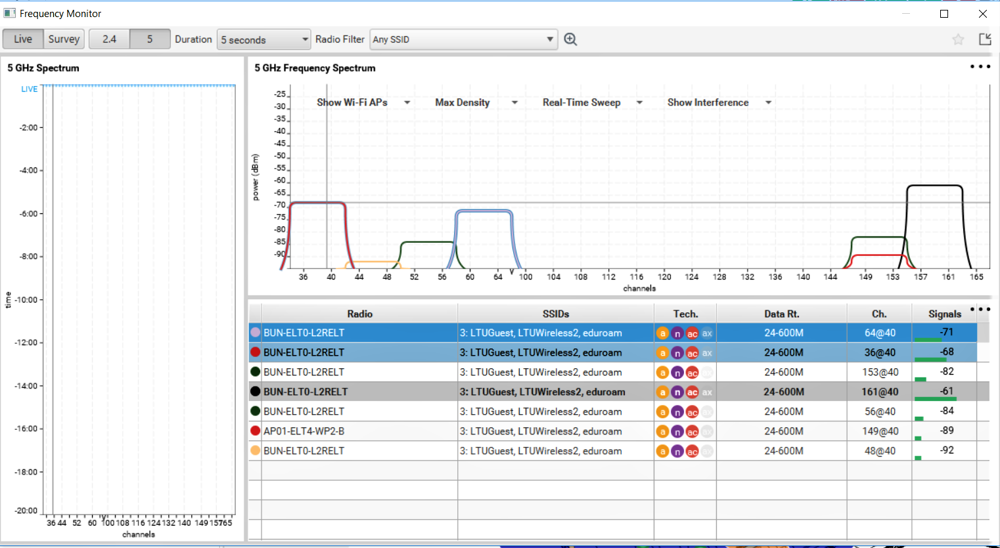 Frequency Monitor
Live Survey 2.4 5 Duration 5 seconds Radio Filter Any SSID
5 GHz Spectrum
LIVE
-2:00
-4:00
-6:00
-8:00
-10:00
-12:00
-14:00
-16:00
-18:00
-20:00
time
36 44 52 60 100 108 116 124 132 140 149 157 165
channels
5 GHz Frequency Spectrum
Show Wi-Fi APs Max Density Real-Time Sweep Show Interference
-25
-30
-35
-40
-45
-50
-55
-60
-65
-70
-75
-80
-85
-90
power (dBm)
36 40 44 48 52 56 60 64 100 104 108 112 116 120 124 128 132 136 140 144 149 153 157 161 165
channels
Radio SSIDs Tech. Data Rt. Ch. Signals
BUN-ELT0-L2RELT 3: LTUGuest, LTUWireless2, eduroam a n ac ax 24-600M 64@40 -71
BUN-ELT0-L2RELT 3: LTUGuest, LTUWireless2, eduroam a n ac ax 24-600M 36@40 -68
BUN-ELT0-L2RELT 3: LTUGuest, LTUWireless2, eduroam a n ac ax 24-600M 153@40 -82
BUN-ELT0-L2RELT 3: LTUGuest, LTUWireless2, eduroam a n ac ax 24-600M 161@40 -61
BUN-ELT0-L2RELT 3: LTUGuest, LTUWireless2, eduroam a n ac ax 24-600M 56@40 -84
AP01-ELT4-WP2-B 3: LTUGuest, LTUWireless2, eduroam a n ac ax 24-600M 149@40 -89
BUN-ELT0-L2RELT 3: LTUGuest, LTUWireless2, eduroam a n ac ax 24-600M 48@40 -92